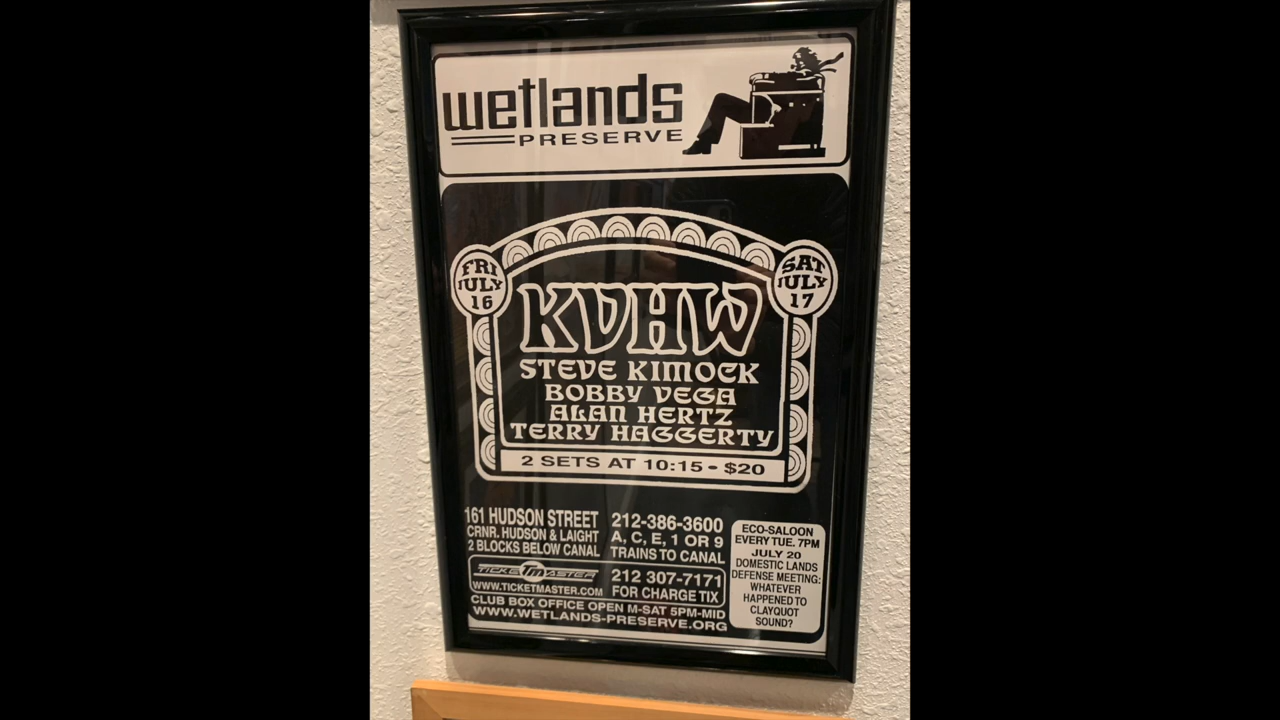 wetlands
PRESERVE
FRI
JULY
16
SAT
JULY
17
KVHW
STEVE KIMOCK
BOBBY VEGA
ALAN HERTZ
TERRY HAGGERTY
2 SETS AT 10:15 • $20
161 HUDSON STREET
CRNR. HUDSON & LAIGHT
2 BLOCKS BELOW CANAL
212-386-3600
A, C, E, 1 OR 9
TRAINS TO CANAL
TICKETMASTER
WWW.TICKETMASTER.COM
212 307-7171
FOR CHARGE TIX
CLUB BOX OFFICE OPEN M-SAT 5PM-MID
WWW.WETLANDS-PRESERVE.ORG
ECO-SALOON
EVERY TUE. 7PM
JULY 20
DOMESTIC LANDS
DEFENSE MEETING:
WHATEVER
HAPPENED TO
CLAYQUOT
SOUND?